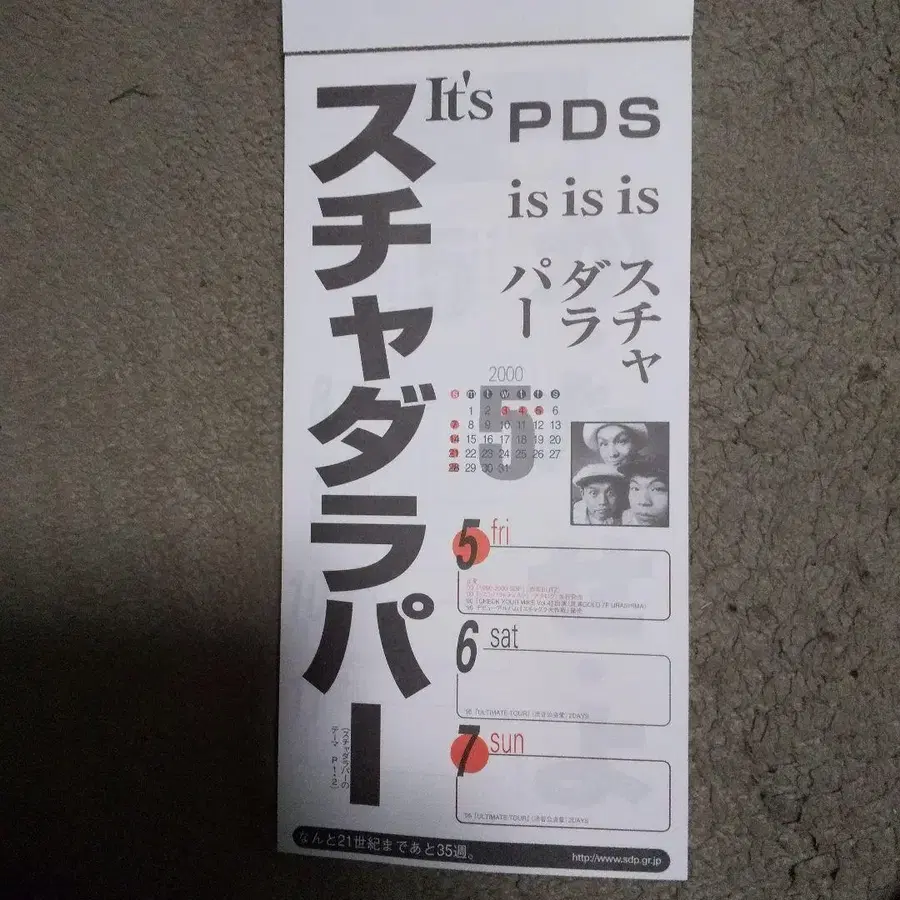 It's
スチャダラパー
(スチャダラパーの
テーマ Pt.2)
PDS
is is is
スチャ
ダラ
パー
2000
5
s m t w t f s
1 2 3 4 5 6
7 8 9 10 11 12 13
14 15 16 17 18 19 20
21 22 23 24 25 26 27
28 29 30 31
5 fri
6 sat
'96「ULTIMATE TOUR」(渋谷公会堂)2DAYS
7 sun
'96「ULTIMATE TOUR」(渋谷公会堂)2DAYS
なんと21世紀まであと35週。
http://www.sdp.gr.jp